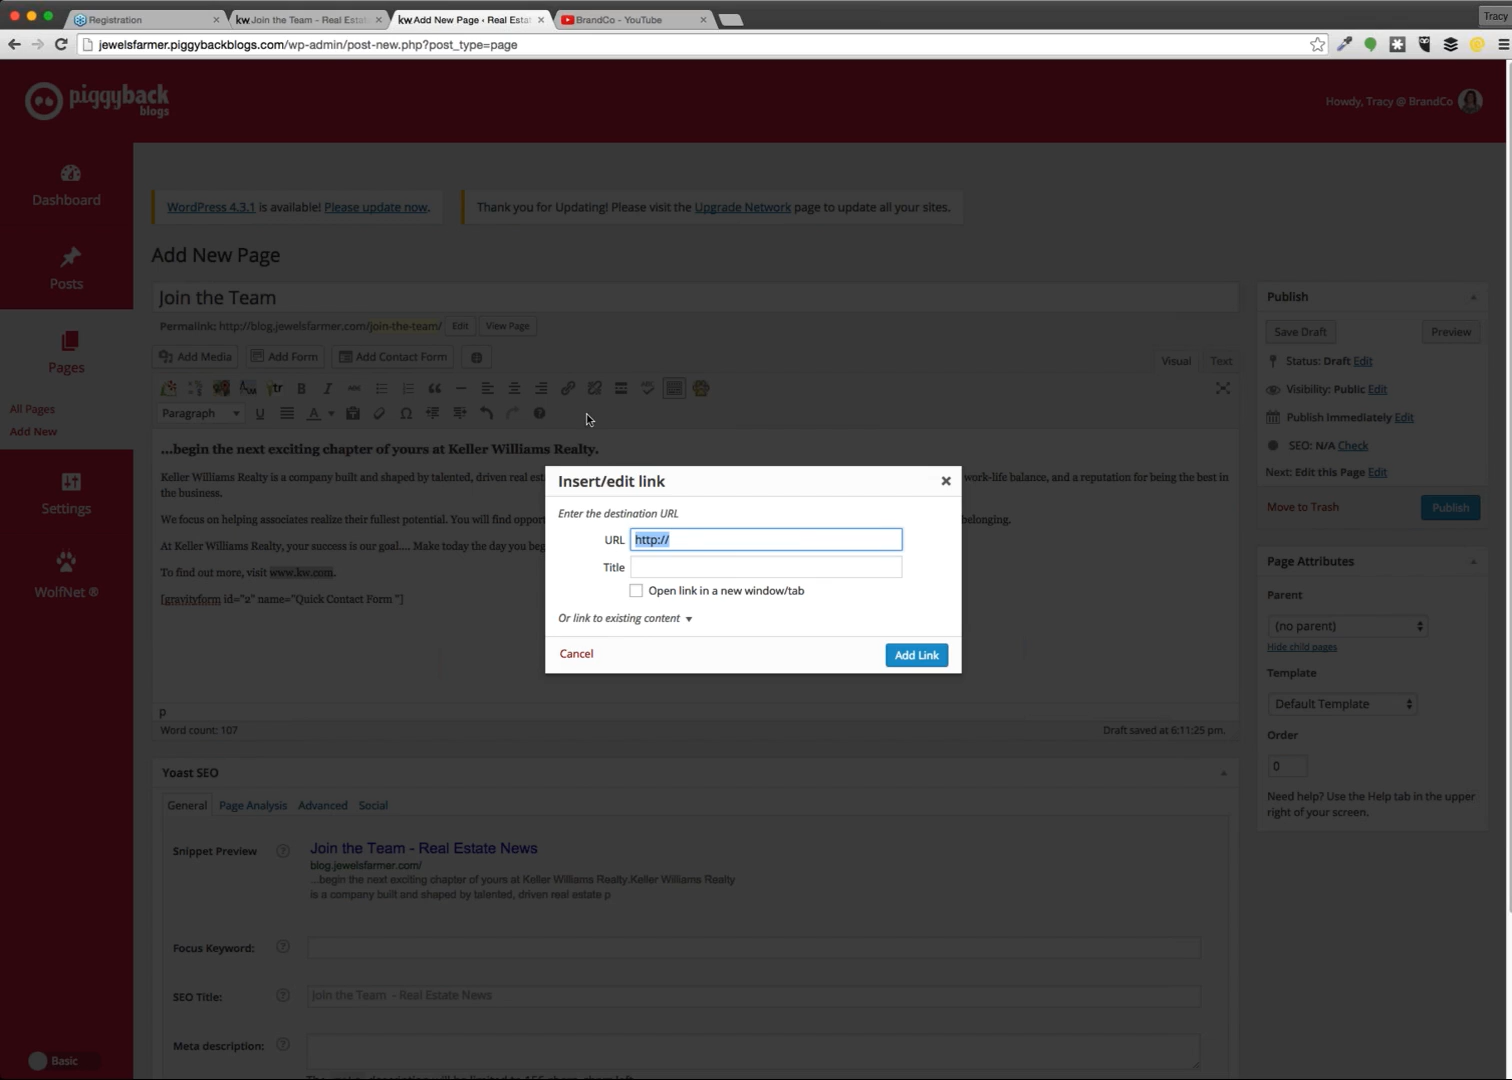 Registration
kw Join the Team - Real Esta
kw Add New Page ‹ Real Esta
BrandCo - YouTube
Tracy
jewelsfarmer.piggybackblogs.com/wp-admin/post-new.php?post_type=page
piggyback
blogs
Howdy, Tracy @ BrandCo
Dashboard
Posts
Pages
All Pages
Add New
Settings
WolfNet ®
Basic
WordPress 4.3.1 is available! Please update now.
Thank you for Updating! Please visit the Upgrade Network page to update all your sites.
Add New Page
Join the Team
Permalink: http://blog.jewelsfarmer.com/join-the-team/ Edit View Page
Add Media Add Form Add Contact Form
Visual Text
Paragraph
...begin the next exciting chapter of yours at Keller Williams Realty.
Keller Williams Realty is a company built and shaped by talented, driven real est work-life balance, and a reputation for being the best in
the business.
We focus on helping associates realize their fullest potential. You will find opport belonging.
At Keller Williams Realty, your success is our goal.... Make today the day you beg
To find out more, visit www.kw.com.
[gravityform id="2" name="Quick Contact Form "]
p
Word count: 107
Draft saved at 6:11:25 pm.
Insert/edit link
Enter the destination URL
URL http://
Title
Open link in a new window/tab
Or link to existing content
Cancel
Add Link
Yoast SEO
General Page Analysis Advanced Social
Snippet Preview
Join the Team - Real Estate News
blog.jewelsfarmer.com/
...begin the next exciting chapter of yours at Keller Williams Realty.Keller Williams Realty
is a company built and shaped by talented, driven real estate p
Focus Keyword:
SEO Title:
Join the Team - Real Estate News
Meta description:
Publish
Save Draft
Preview
Status: Draft Edit
Visibility: Public Edit
Publish Immediately Edit
SEO: N/A Check
Next: Edit this Page Edit
Move to Trash
Publish
Page Attributes
Parent
(no parent)
Hide child pages
Template
Default Template
Order
0
Need help? Use the Help tab in the upper
right of your screen.